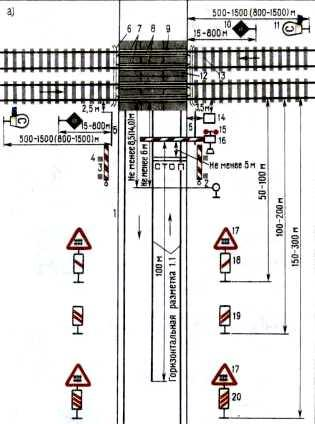 а)
500-1500 (800-1500) м
6 7 8 9 10 11
15-800 м
12 13
2,5 м
1,5 м
14
С
15-800 м
5
5
15
16
500-1500 (800-1500) м
4
3
Не менее 8,5(14,0) м
Не менее 6 м
СТОП
Не менее 5 м
2
1
50-100 м
100-200 м
150-300 м
100 м
Горизонтальная разметка 1.1
17
18
19
17
20